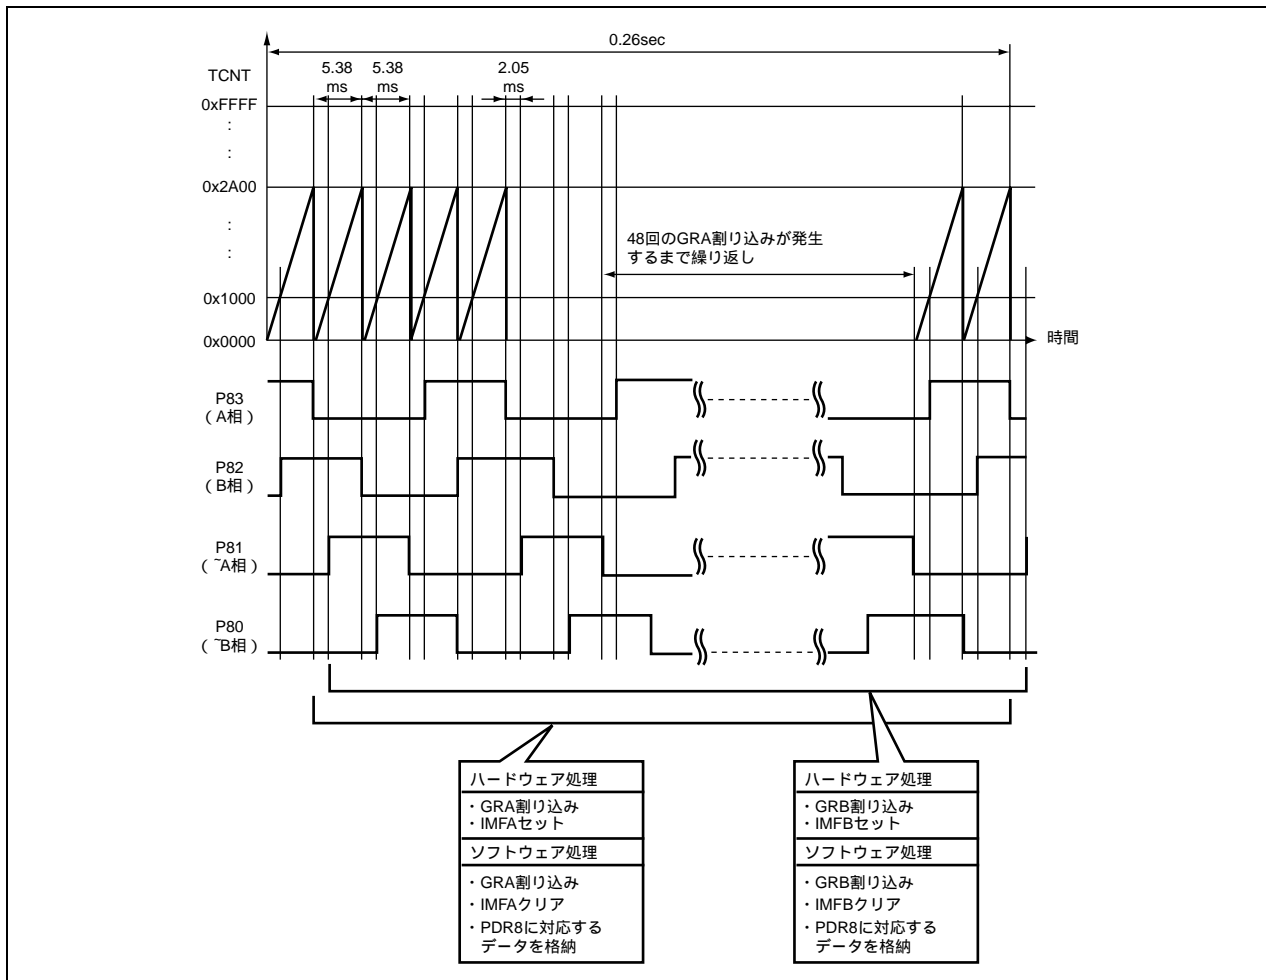 0.26sec
TCNT
5.38
ms
5.38
ms
2.05
ms
0xFFFF
:
:
0x2A00
:
:
48回のGRA割り込みが発生
するまで繰り返し
0x1000
0x0000
時間
P83
(A相)
P82
(B相)
P81
(~A相)
P80
(~B相)
ハードウェア処理
・GRA割り込み
・IMFAセット
ソフトウェア処理
・GRA割り込み
・IMFAクリア
・PDR8に対応する
データを格納
ハードウェア処理
・GRB割り込み
・IMFBセット
ソフトウェア処理
・GRB割り込み
・IMFBクリア
・PDR8に対応する
データを格納